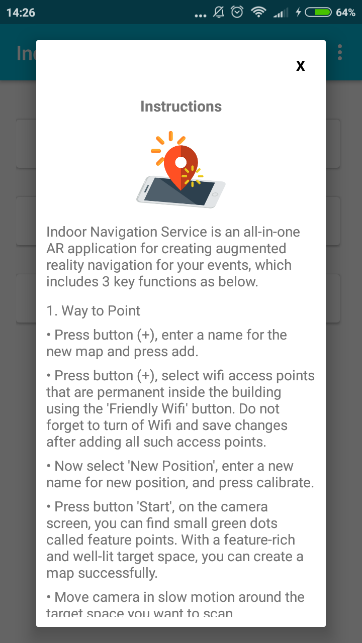 14:26
... 64%
In
X
Instructions
Indoor Navigation Service is an all-in-one
AR application for creating augmented
reality navigation for your events, which
includes 3 key functions as below.
1. Way to Point
• Press button (+), enter a name for the
new map and press add.
• Press button (+), select wifi access points
that are permanent inside the building
using the 'Friendly Wifi' button. Do not
forget to turn of Wifi and save changes
after adding all such access points.
• Now select 'New Position', enter a new
name for new position, and press calibrate.
• Press button 'Start', on the camera
screen, you can find small green dots
called feature points. With a feature-rich
and well-lit target space, you can create a
map successfully.
• Move camera in slow motion around the
target space you want to scan